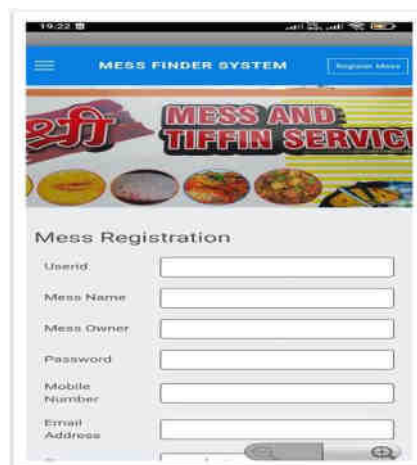 19:22
MESS FINDER SYSTEM
Register Mess
श्री
MESS AND
TIFFIN SERVIC
Mess Registration
Userid
Mess Name
Mess Owner
Password
Mobile
Number
Email
Address